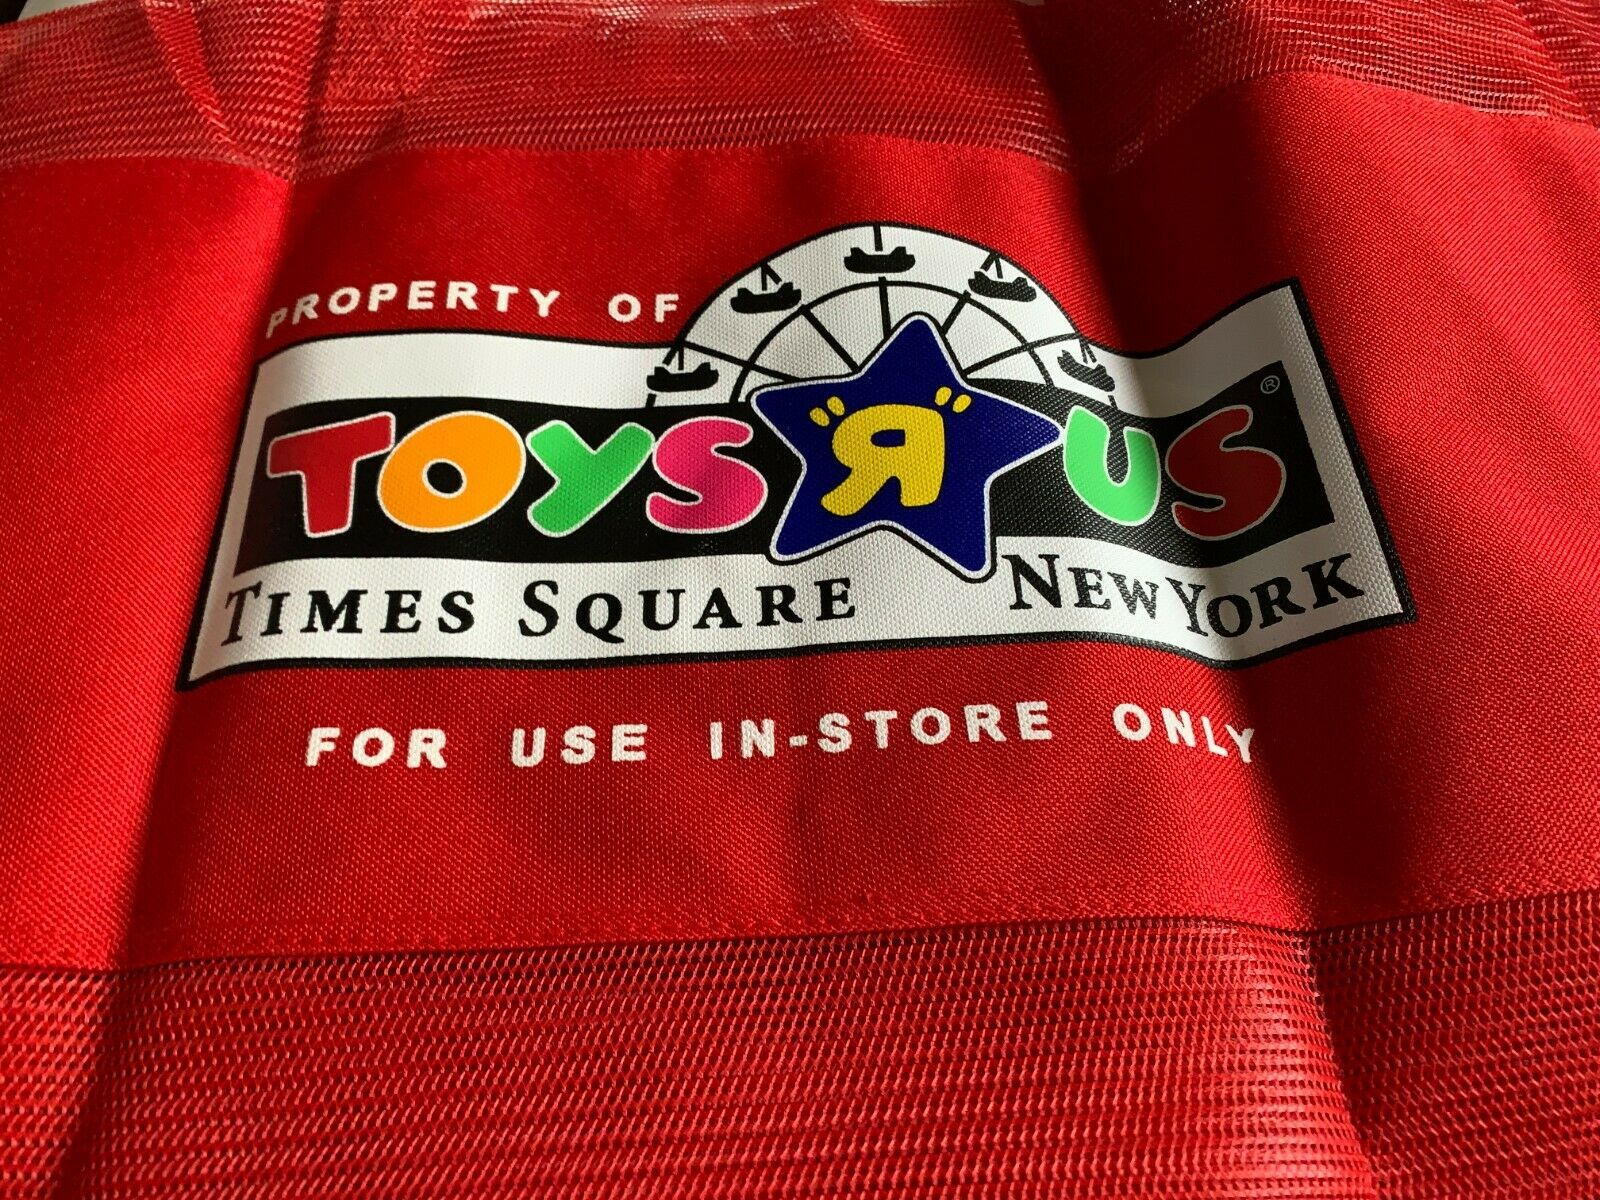 PROPERTY OF
TOYS "Я" US®
TIMES SQUARE NEW YORK
FOR USE IN-STORE ONLY